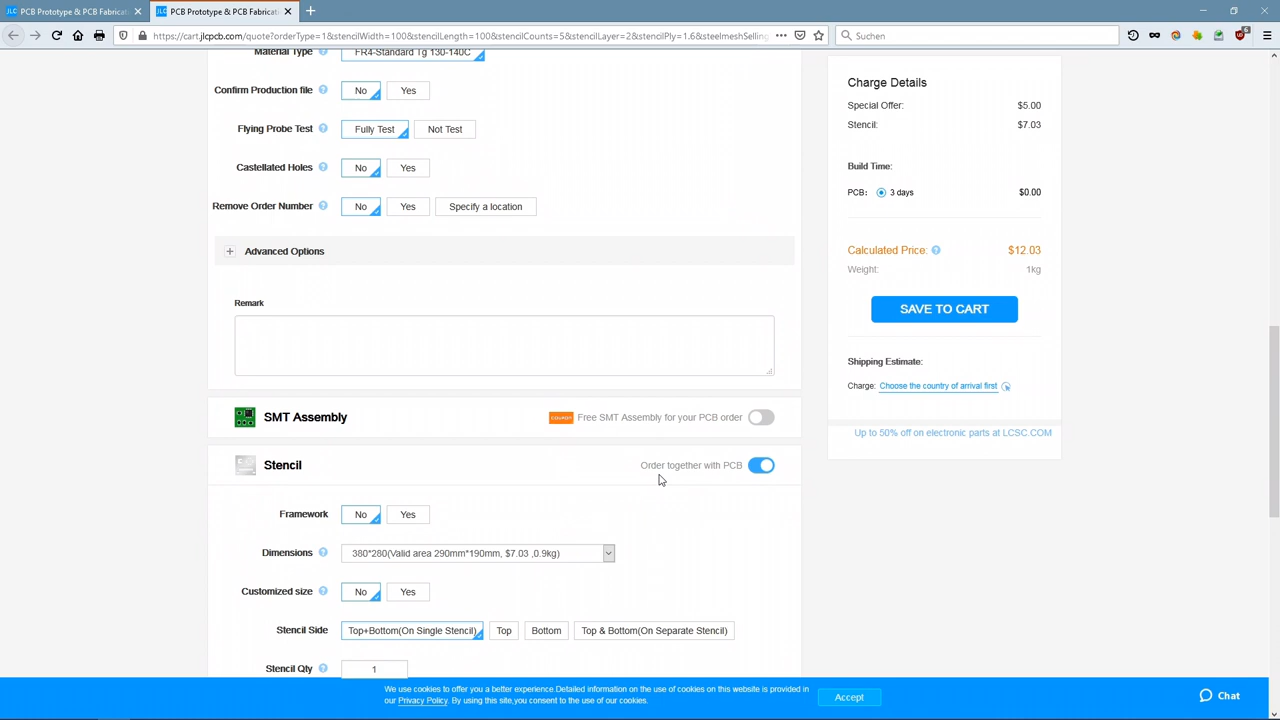 JLC PCB Prototype & PCB Fabricati
JLC PCB Prototype & PCB Fabricati
https://cart.jlcpcb.com/quote?orderType=1&stencilWidth=100&stencilLength=100&stencilCounts=5&stencilLayer=2&stencilPly=1.6&steelmeshSelling
Suchen
Material Type FR4-Standard Tg 130-140C
Confirm Production file No Yes
Flying Probe Test Fully Test Not Test
Castellated Holes No Yes
Remove Order Number No Yes Specify a location
Advanced Options
Remark
SMT Assembly Free SMT Assembly for your PCB order
Stencil Order together with PCB
Framework No Yes
Dimensions 380*280(Valid area 290mm*190mm, $7.03 ,0.9kg)
Customized size No Yes
Stencil Side Top+Bottom(On Single Stencil) Top Bottom Top & Bottom(On Separate Stencil)
Stencil Qty 1
Charge Details
Special Offer: $5.00
Stencil: $7.03
Build Time:
PCB: 3 days $0.00
Calculated Price: $12.03
Weight: 1kg
SAVE TO CART
Shipping Estimate:
Charge: Choose the country of arrival first
Up to 50% off on electronic parts at LCSC.COM
We use cookies to offer you a better experience.Detailed information on the use of cookies on this website is provided in
our Privacy Policy. By using this site,you consent to the use of our cookies.
Accept
Chat